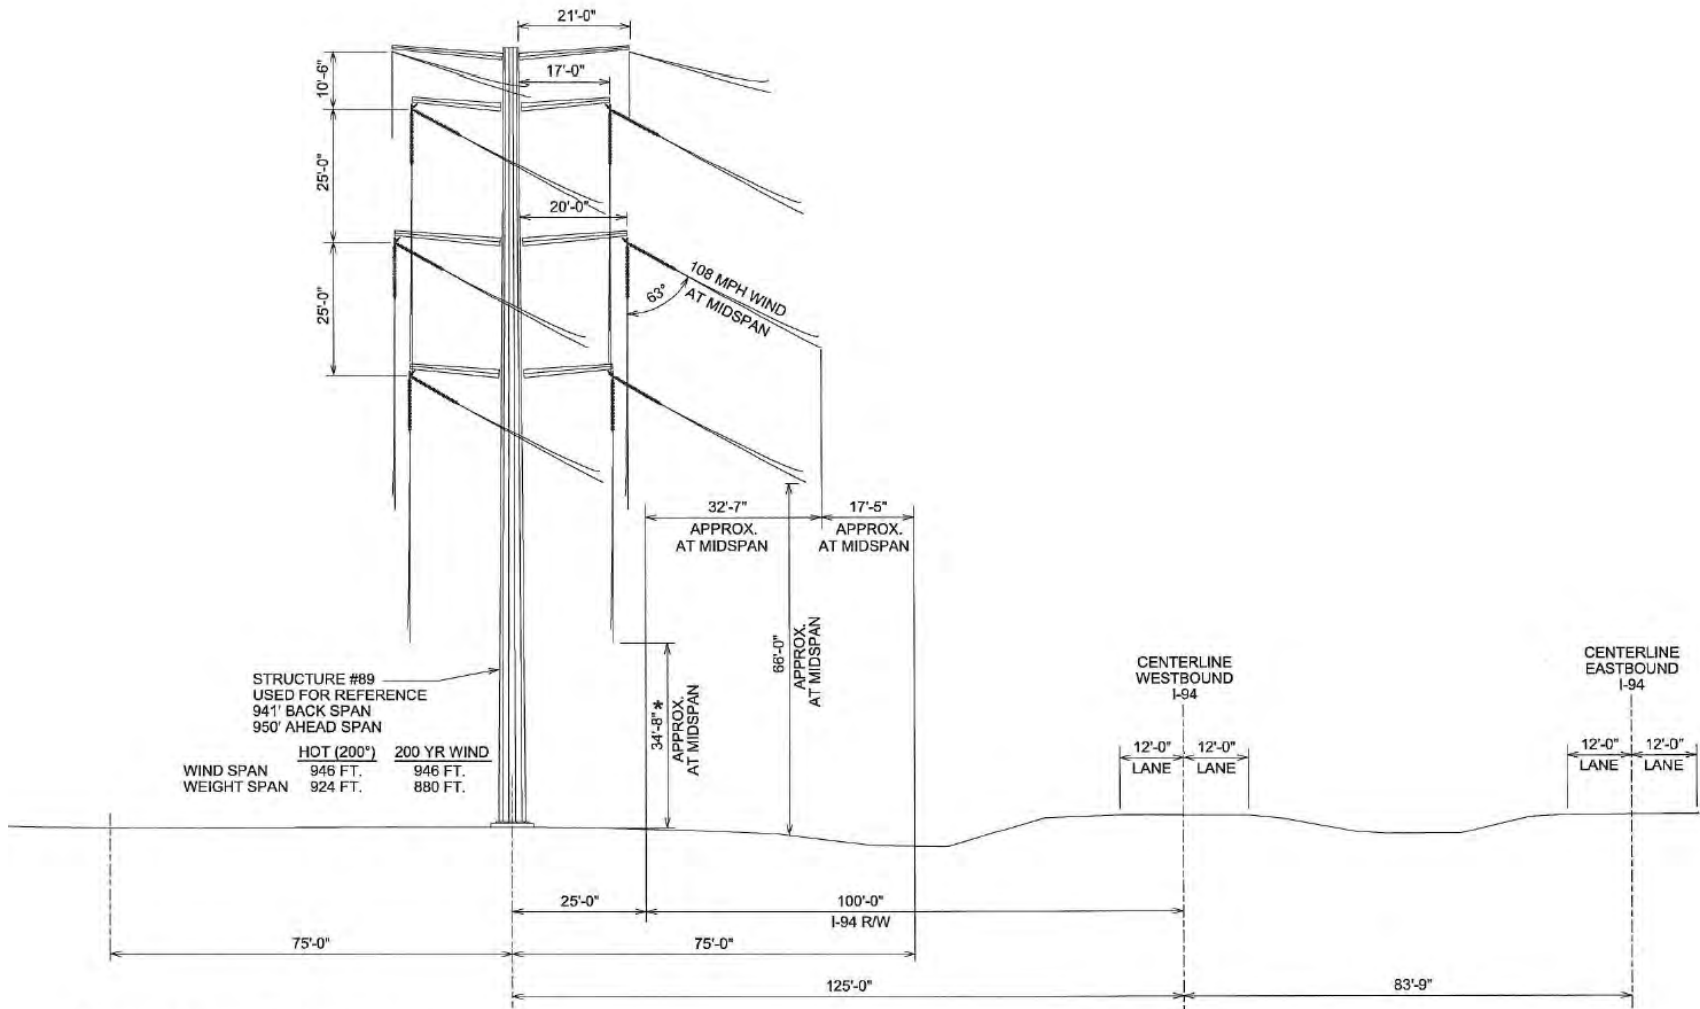 21'-0"
10'-6"
17'-0"
25'-0"
20'-0"
108 MPH WIND
AT MIDSPAN
63°
25'-0"
32'-7"
APPROX.
AT MIDSPAN
17'-5"
APPROX.
AT MIDSPAN
66'-0"
APPROX.
AT MIDSPAN
34'-8"*
APPROX.
AT MIDSPAN
STRUCTURE #89
USED FOR REFERENCE
941' BACK SPAN
950' AHEAD SPAN
HOT (200°) 200 YR WIND
WIND SPAN 946 FT. 946 FT.
WEIGHT SPAN 924 FT. 880 FT.
CENTERLINE
WESTBOUND
I-94
CENTERLINE
EASTBOUND
I-94
12'-0" 12'-0"
LANE LANE
12'-0" 12'-0"
LANE LANE
25'-0"
100'-0"
I-94 R/W
75'-0"
75'-0"
125'-0"
83'-9"